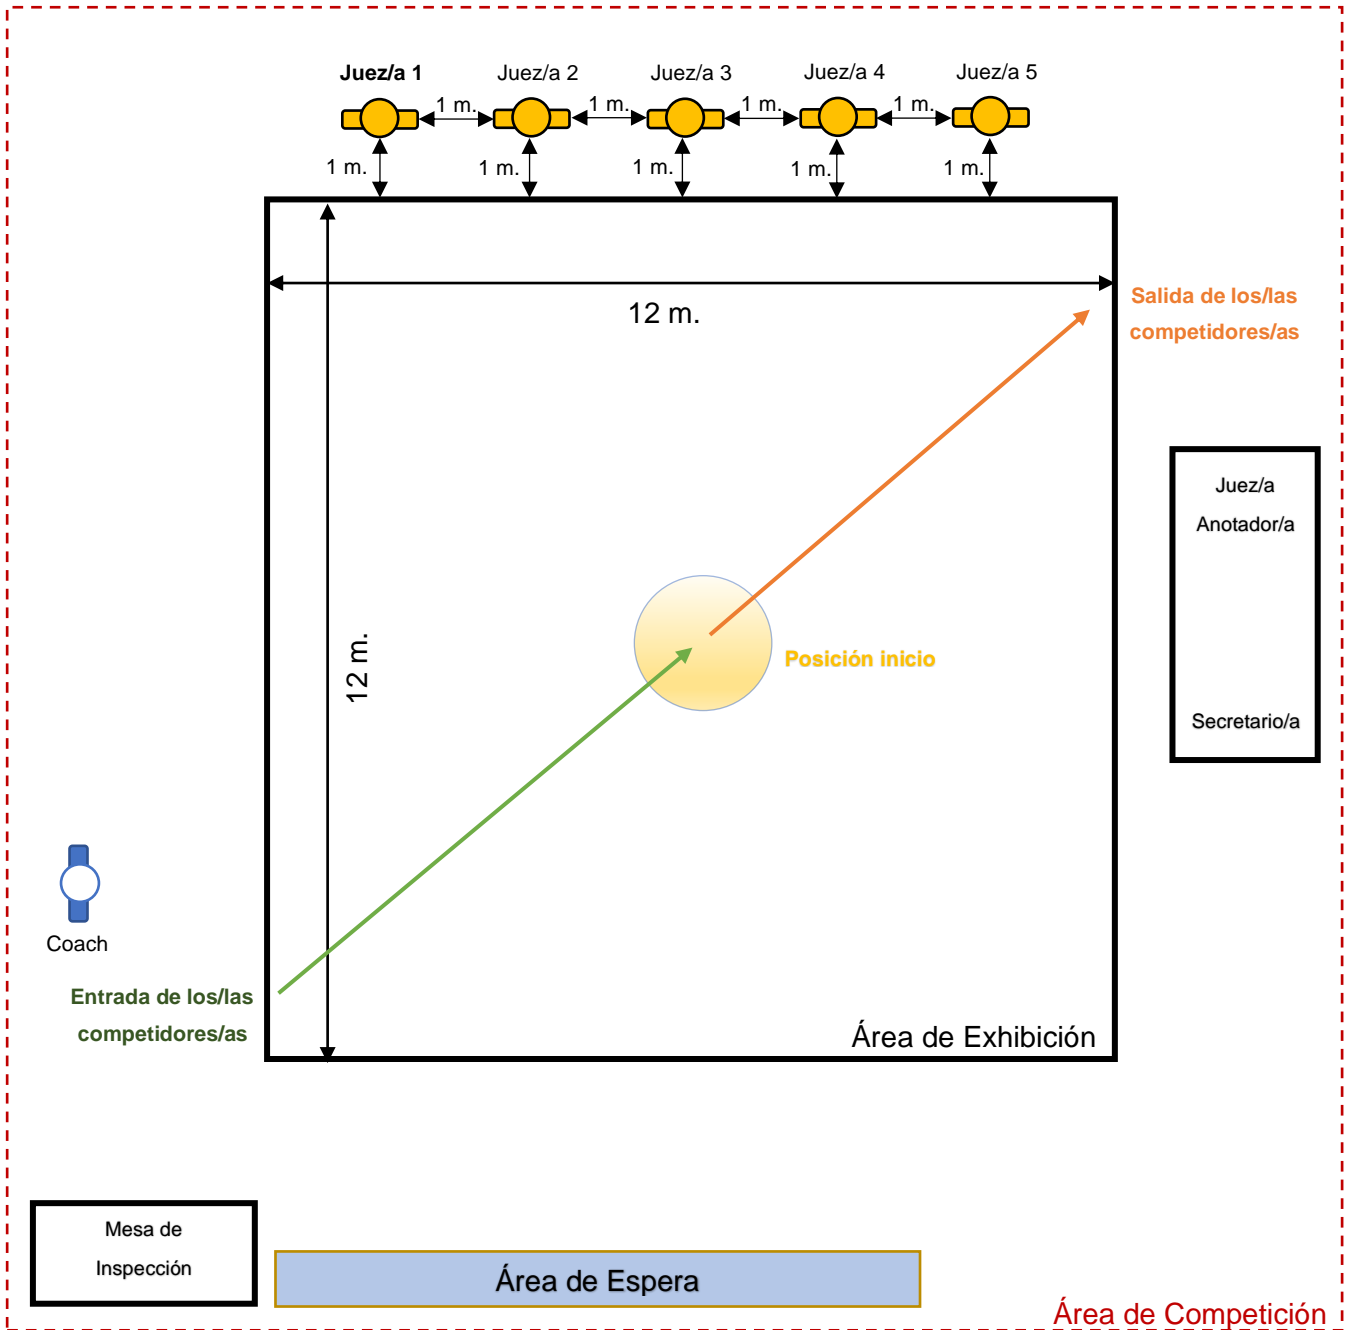 Juez/a 1
Juez/a 2
Juez/a 3
Juez/a 4
Juez/a 5
1 m.
1 m.
1 m.
1 m.
1 m.
1 m.
1 m.
1 m.
1 m.
12 m.
Salida de los/las
competidores/as
Juez/a
Anotador/a
12 m.
Posición inicio
Secretario/a
Coach
Entrada de los/las
competidores/as
Área de Exhibición
Mesa de
Inspección
Área de Espera
Área de Competición